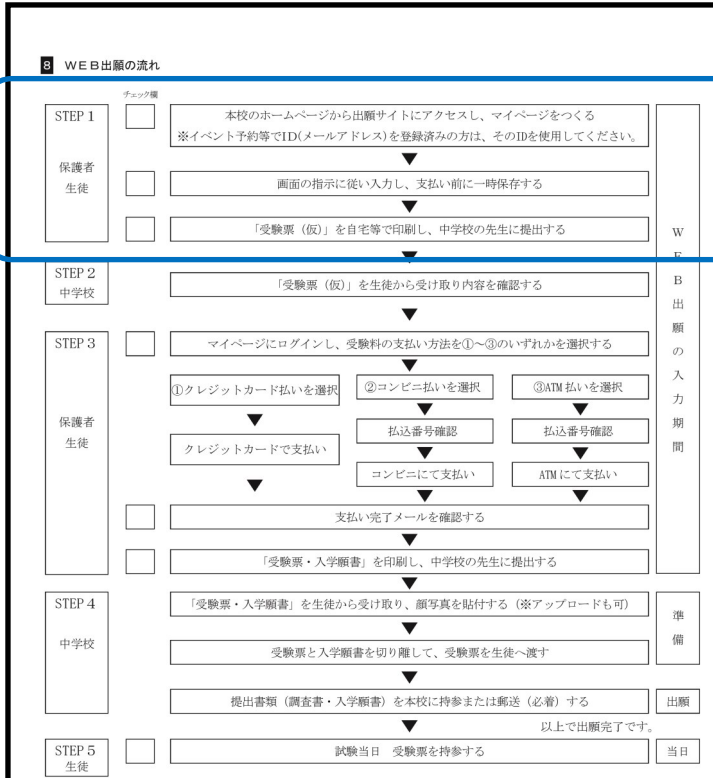 8 WEB出願の流れ
チェック欄
STEP 1
保護者
生徒
本校のホームページから出願サイトにアクセスし、マイページをつくる
※イベント予約等でID(メールアドレス)を登録済みの方は、そのIDを使用してください。
画面の指示に従い入力し、支払い前に一時保存する
「受験票（仮）」を自宅等で印刷し、中学校の先生に提出する
STEP 2
中学校
「受験票（仮）」を生徒から受け取り内容を確認する
STEP 3
保護者
生徒
マイページにログインし、受験料の支払い方法を①～③のいずれかを選択する
①クレジットカード払いを選択
②コンビニ払いを選択
③ATM払いを選択
クレジットカードで支払い
払込番号確認
払込番号確認
コンビニにて支払い
ATMにて支払い
支払い完了メールを確認する
「受験票・入学願書」を印刷し、中学校の先生に提出する
WEB出願の入力期間
STEP 4
中学校
「受験票・入学願書」を生徒から受け取り、顔写真を貼付する（※アップロードも可）
受験票と入学願書を切り離して、受験票を生徒へ渡す
準備
提出書類（調査書・入学願書）を本校に持参または郵送（必着）する
出願
以上で出願完了です。
STEP 5
生徒
試験当日 受験票を持参する
当日